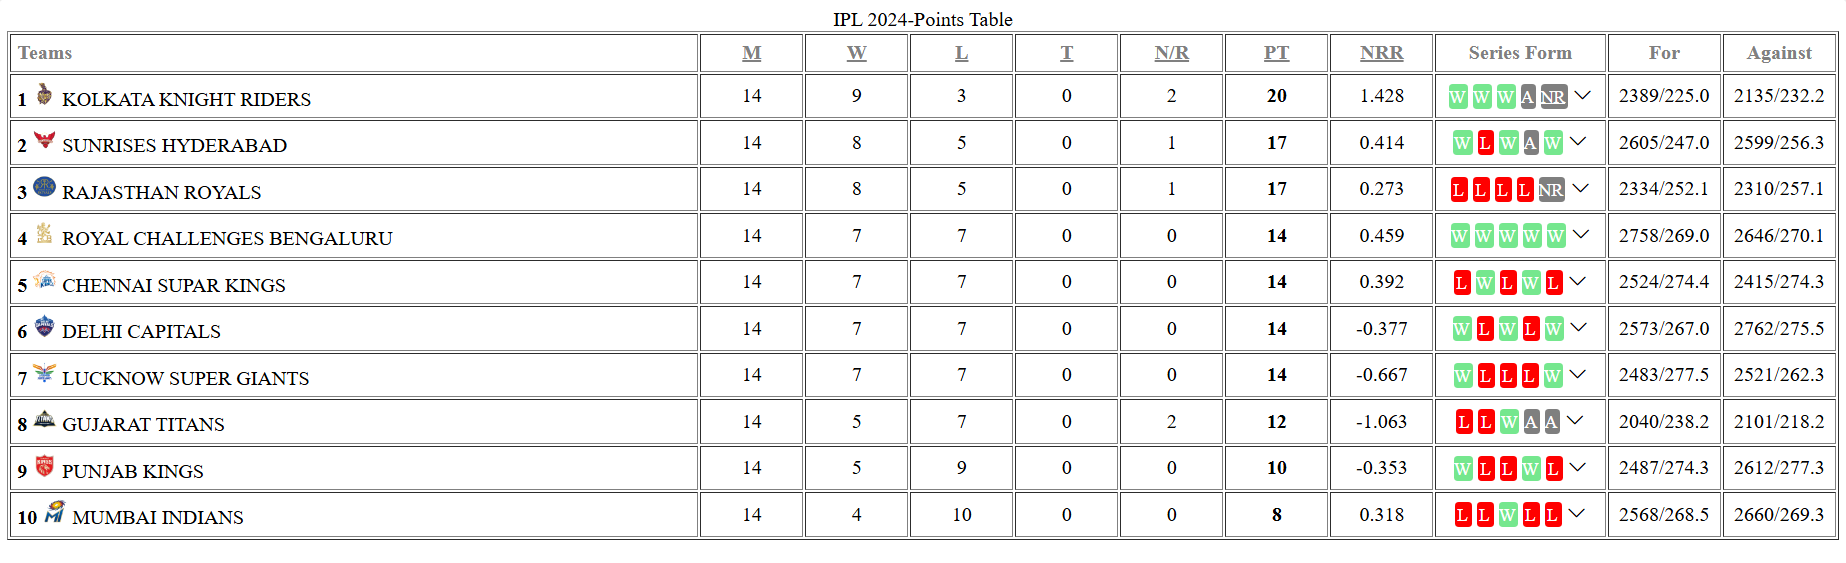 IPL 2024-Points Table
Teams M W L T N/R PT NRR Series Form For Against
1 KOLKATA KNIGHT RIDERS 14 9 3 0 2 20 1.428 W W W A NR 2389/225.0 2135/232.2
2 SUNRISES HYDERABAD 14 8 5 0 1 17 0.414 W L W A W 2605/247.0 2599/256.3
3 RAJASTHAN ROYALS 14 8 5 0 1 17 0.273 L L L L NR 2334/252.1 2310/257.1
4 ROYAL CHALLENGES BENGALURU 14 7 7 0 0 14 0.459 W W W W W 2758/269.0 2646/270.1
5 CHENNAI SUPAR KINGS 14 7 7 0 0 14 0.392 L W L W L 2524/274.4 2415/274.3
6 DELHI CAPITALS 14 7 7 0 0 14 -0.377 W L W L W 2573/267.0 2762/275.5
7 LUCKNOW SUPER GIANTS 14 7 7 0 0 14 -0.667 W L L L W 2483/277.5 2521/262.3
8 GUJARAT TITANS 14 5 7 0 2 12 -1.063 L L W A A 2040/238.2 2101/218.2
9 PUNJAB KINGS 14 5 9 0 0 10 -0.353 W L L W L 2487/274.3 2612/277.3
10 MUMBAI INDIANS 14 4 10 0 0 8 0.318 L L W L L 2568/268.5 2660/269.3